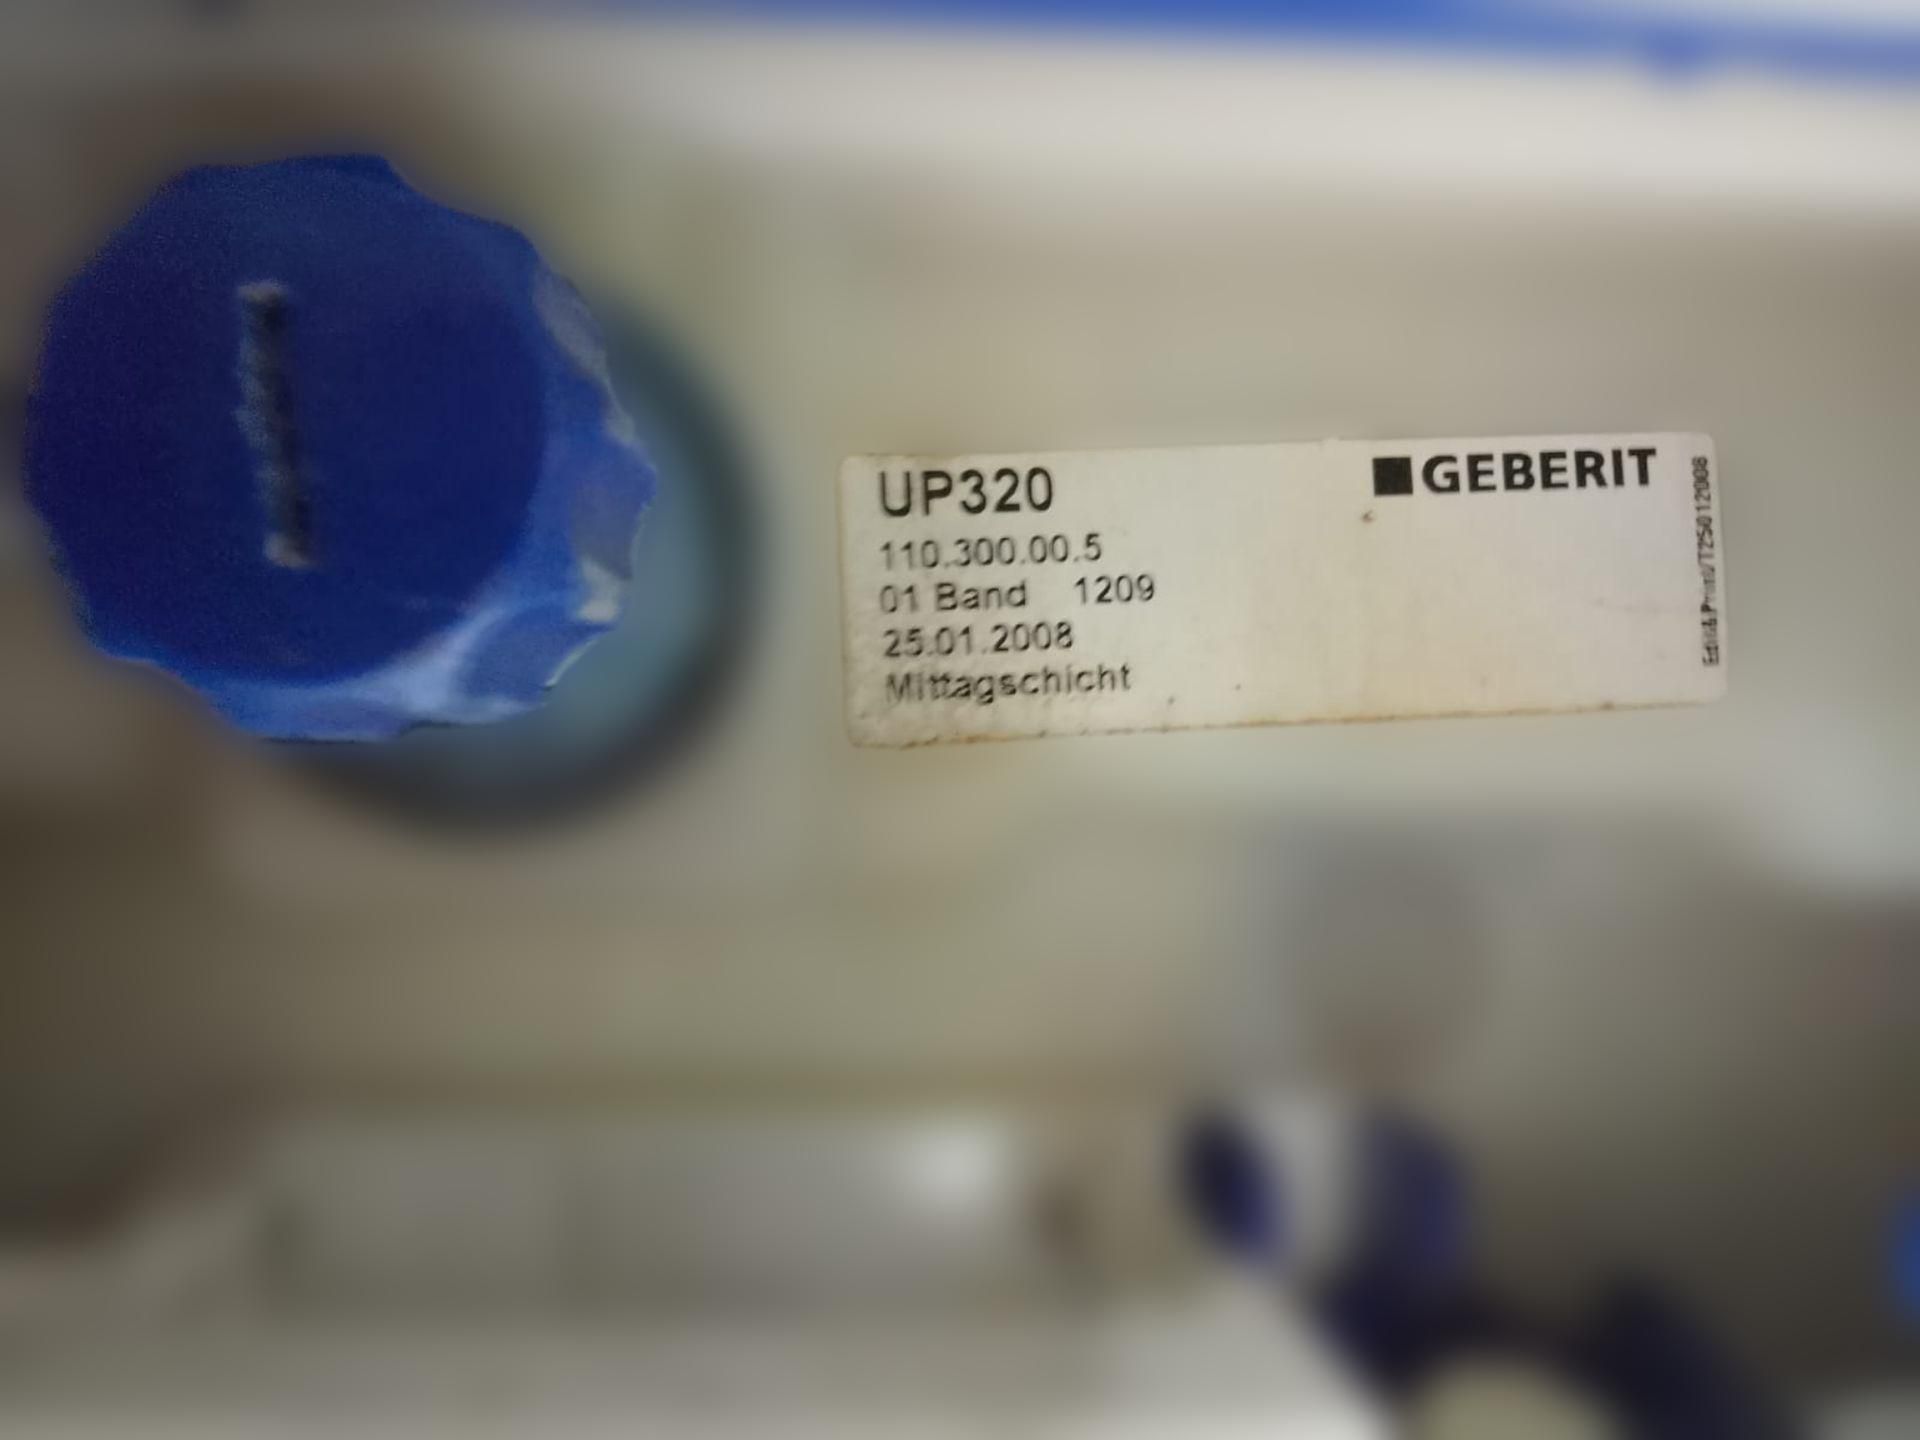 UP320
GEBERIT
110.300.00.5
01 Band 1209
25.01.2008
Mittagschicht